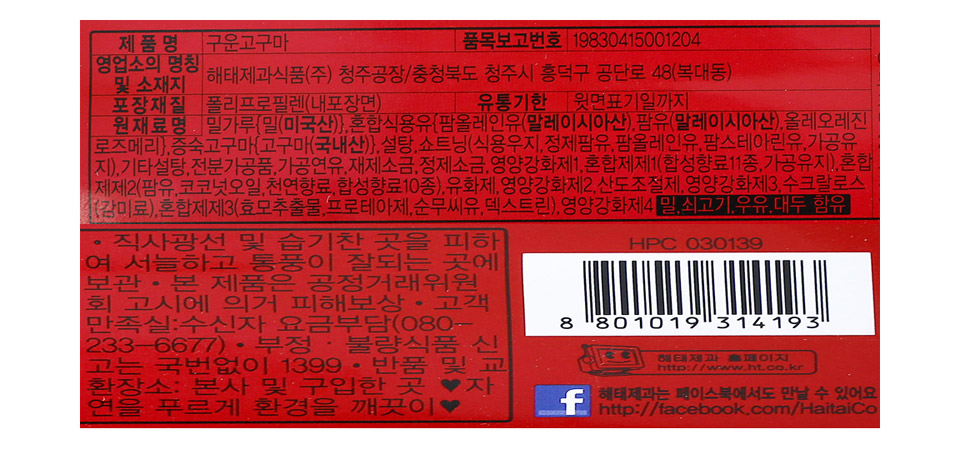 제 품 명 구운고구마 품목보고번호 19830415001204
영업소의 명칭 및 소재지 해태제과식품(주) 청주공장/충청북도 청주시 흥덕구 공단로 48(복대동)
포장재질 폴리프로필렌(내포장면) 유통기한 윗면표기일까지
원재료명 밀가루{밀(미국산)},혼합식용유{팜올레인유(말레이시아산),팜유(말레이시아산),올레오레진
로즈메리},증숙고구마{고구마(국내산)},설탕,쇼트닝(식용우지,정제팜유,팜올레인유,팜스테아린유,가공유
지),기타설탕,전분가공품,가공연유,재제소금,정제소금,영양강화제1,혼합제제1(합성향료11종,가공유지),혼합
제제2(팜유,코코넛오일,천연향료,합성향료10종),유화제,영양강화제2,산도조절제,영양강화제3,수크랄로스
(감미료),혼합제제3(효모추출물,프로테아제,순무씨유,덱스트린),영양강화제4 밀,쇠고기,우유,대두 함유
• 직사광선 및 습기찬 곳을 피하
여 서늘하고 통풍이 잘되는 곳에
보관 • 본 제품은 공정거래위원
회 고시에 의거 피해보상 • 고객
만족실:수신자 요금부담(080-
233-6677) • 부정 · 불량식품 신
고는 국번없이 1399 • 반품 및 교
환장소: 본사 및 구입한 곳 ♥자
연을 푸르게 환경을 깨끗이♥
HPC 030139
8 801019 314193
해태제과 홈페이지
http://www.ht.co.kr
f 해태제과는 페이스북에서도 만날 수 있어요
http://facebook.com/HaitaiCo